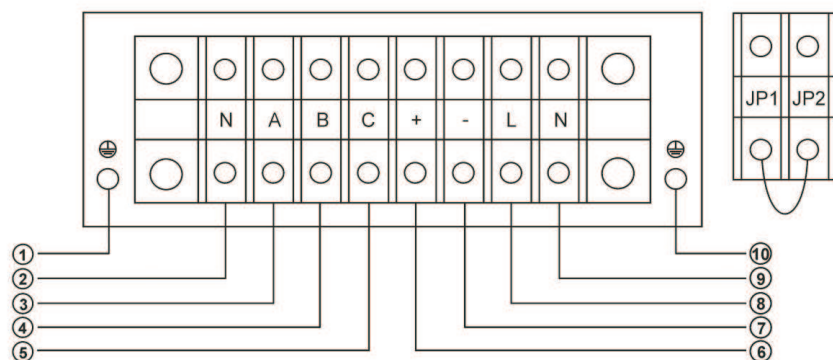 N A B C + - L N
JP1 JP2
① ⑩
② ⑨
③ ⑧
④ ⑦
⑤ ⑥